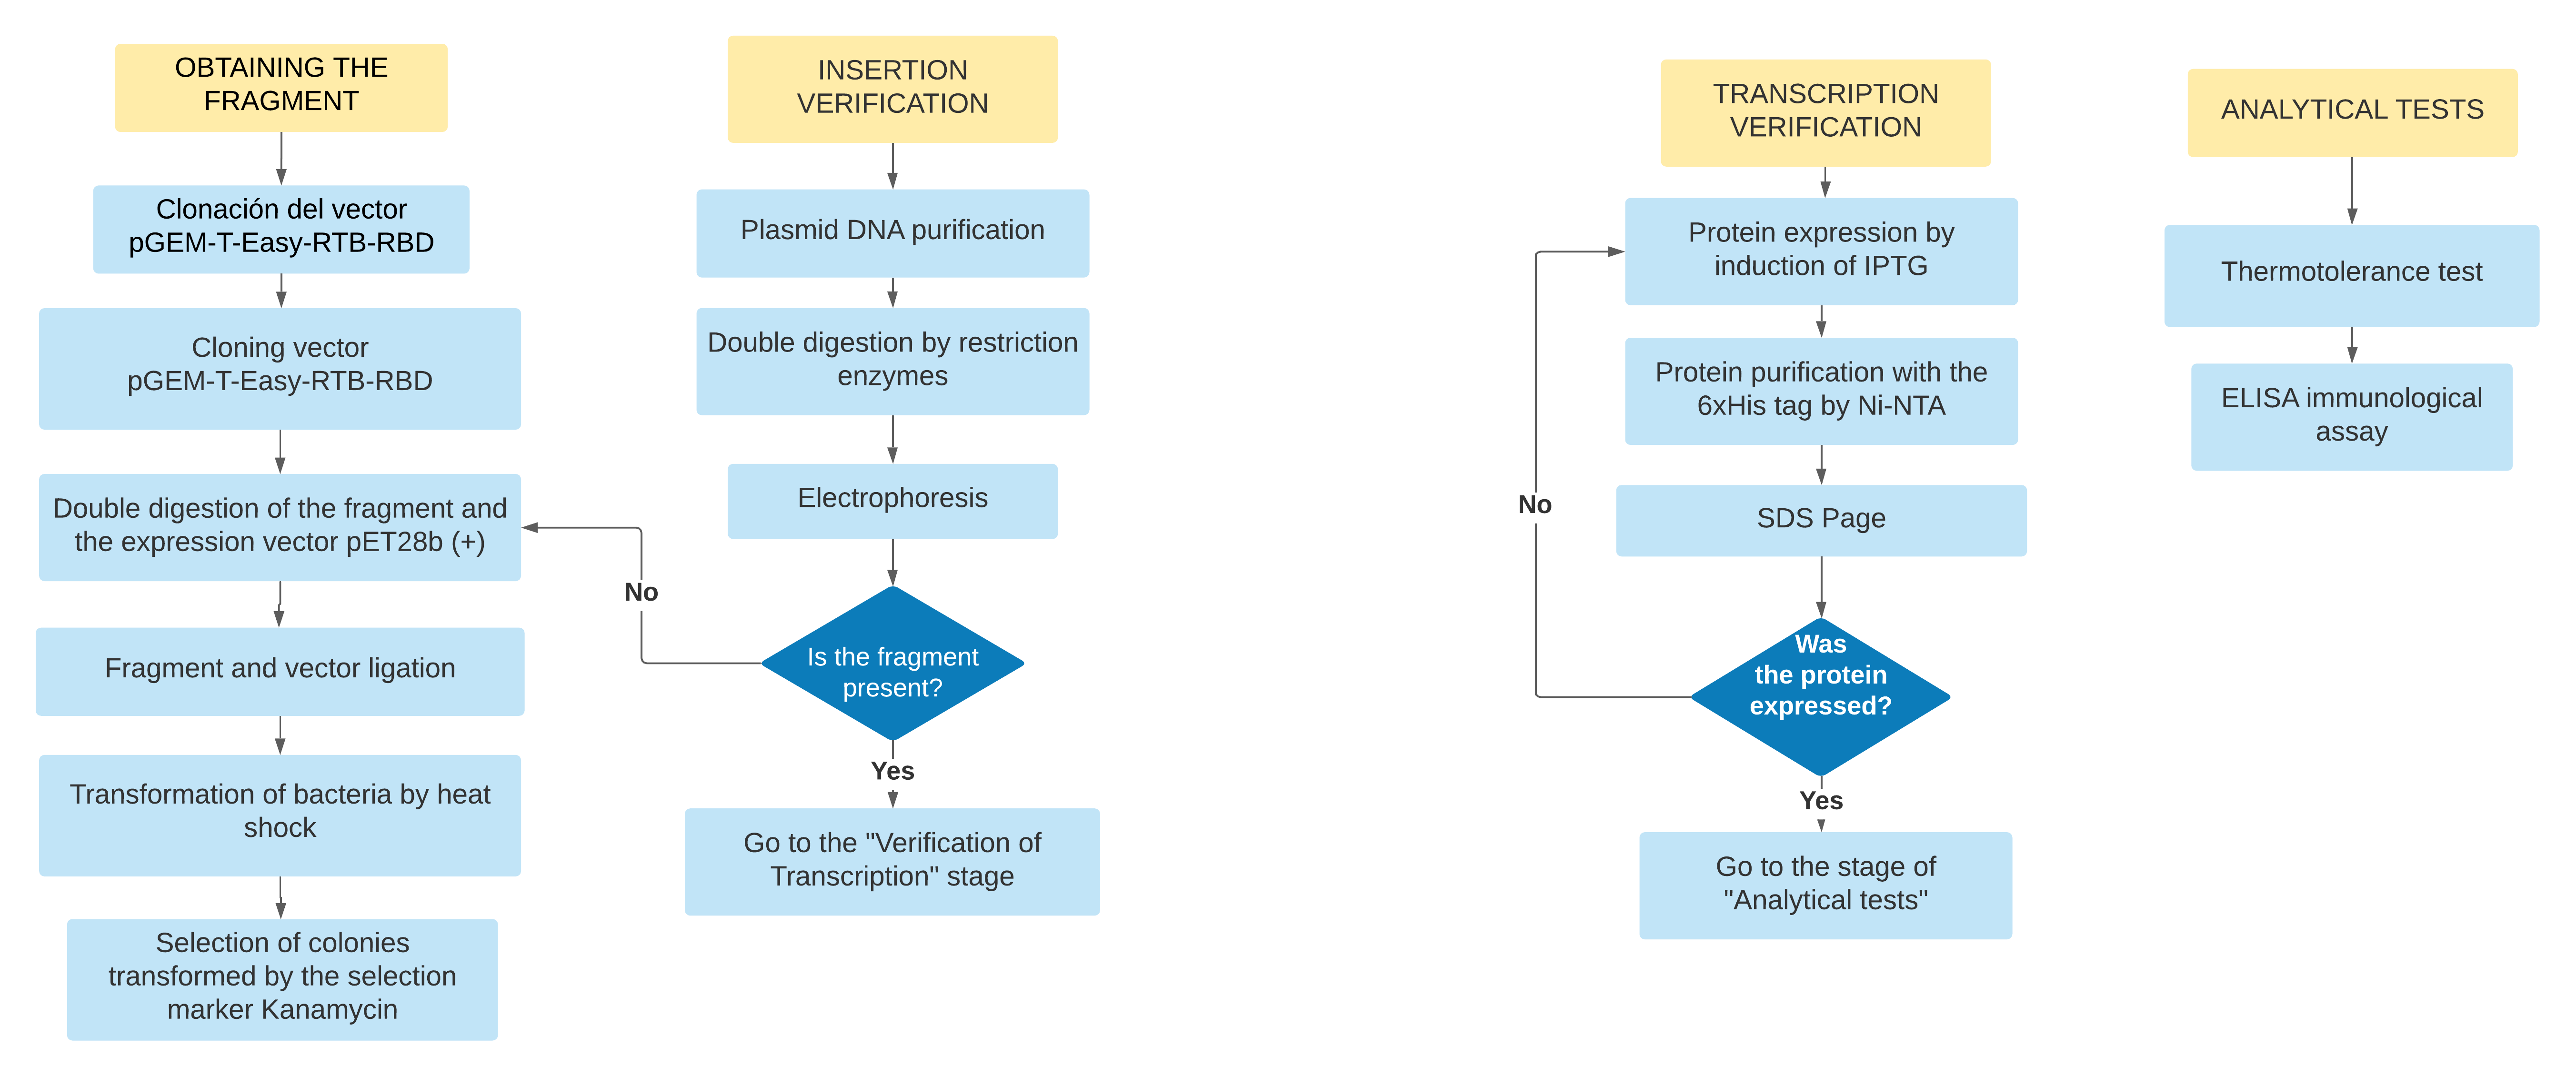 OBTAINING THE
FRAGMENT
Clonación del vector
pGEM-T-Easy-RTB-RBD
Cloning vector
pGEM-T-Easy-RTB-RBD
Double digestion of the fragment and
the expression vector pET28b (+)
Fragment and vector ligation
Transformation of bacteria by heat
shock
Selection of colonies
transformed by the selection
marker Kanamycin
INSERTION
VERIFICATION
Plasmid DNA purification
Double digestion by restriction
enzymes
Electrophoresis
Is the fragment
present?
No
Yes
Go to the "Verification of
Transcription" stage
TRANSCRIPTION
VERIFICATION
Protein expression by
induction of IPTG
Protein purification with the
6xHis tag by Ni-NTA
SDS Page
Was
the protein
expressed?
No
Yes
Go to the stage of
"Analytical tests"
ANALYTICAL TESTS
Thermotolerance test
ELISA immunological
assay